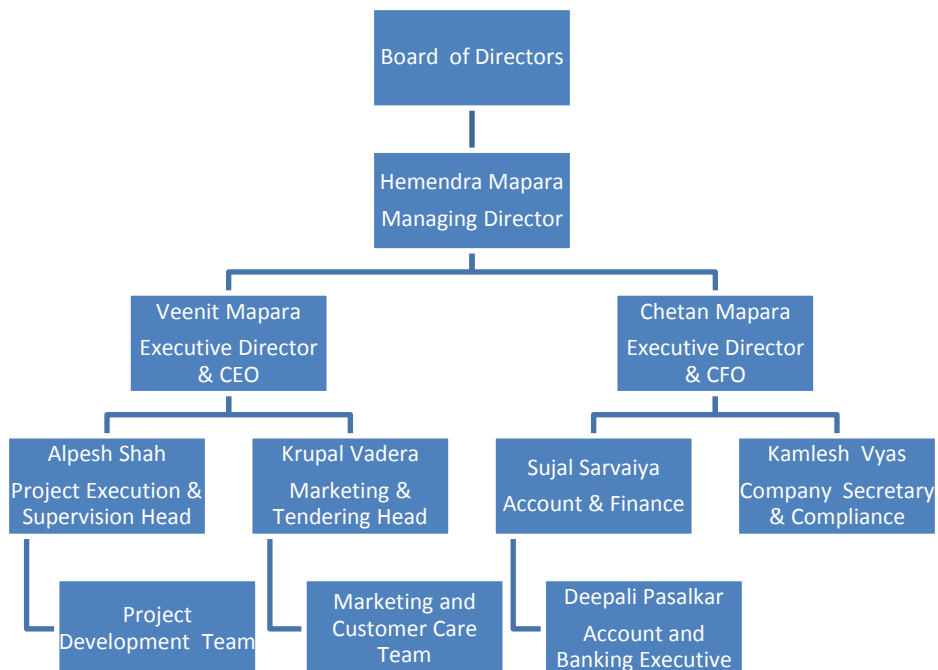 Board of Directors
Hemendra Mapara
Managing Director
Veenit Mapara
Executive Director
& CEO
Chetan Mapara
Executive Director
& CFO
Alpesh Shah
Project Execution &
Supervision Head
Krupal Vadera
Marketing &
Tendering Head
Sujal Sarvaiya
Account & Finance
Kamlesh Vyas
Company Secretary
& Compliance
Project
Development Team
Marketing and
Customer Care
Team
Deepali Pasalkar
Account and
Banking Executive